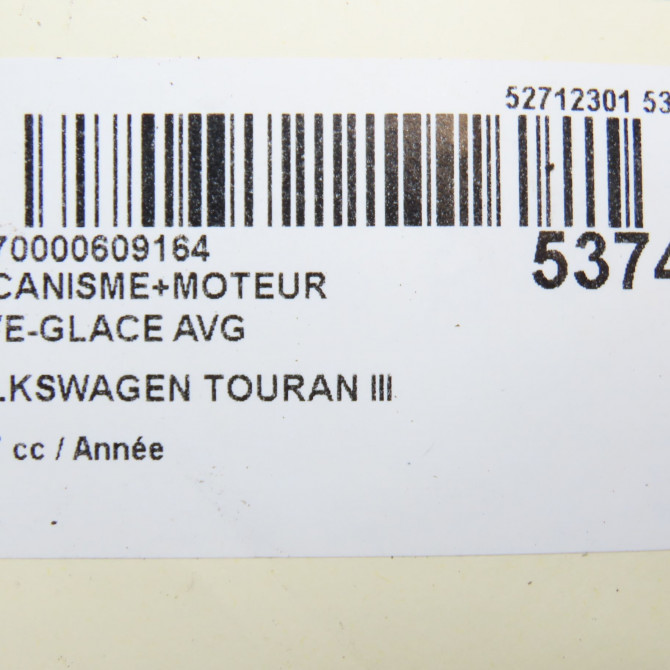 52712301 53
70000609164
5374
CANISME+MOTEUR
VE-GLACE AVG
LKSWAGEN TOURAN III
cc / Année